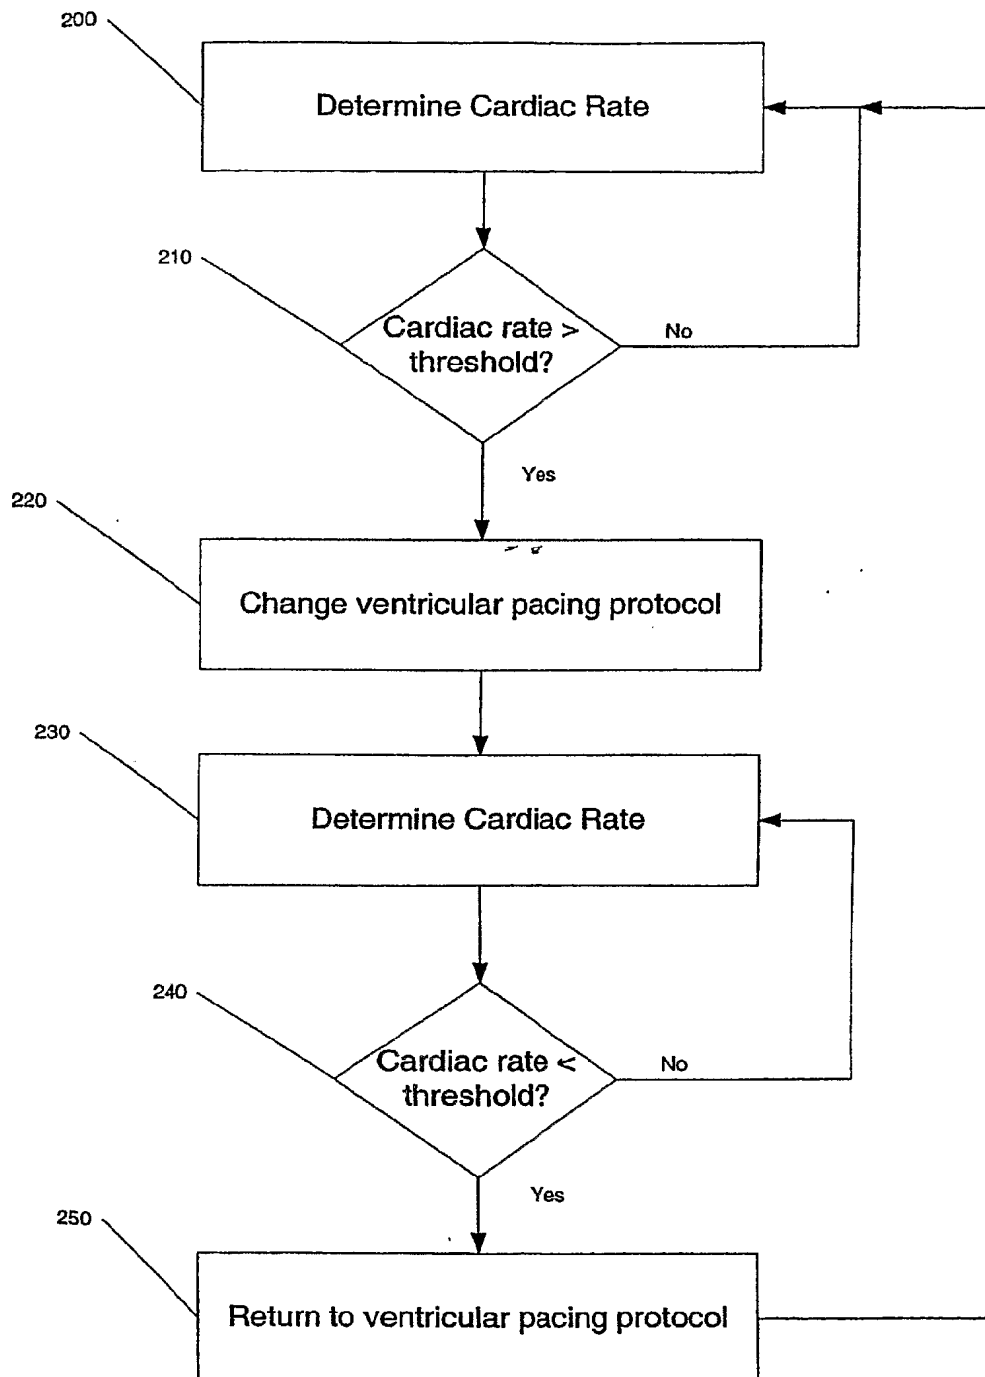 200
Determine Cardiac Rate
210
Cardiac rate >
threshold?
No
Yes
220
Change ventricular pacing protocol
230
Determine Cardiac Rate
240
Cardiac rate <
threshold?
No
Yes
250
Return to ventricular pacing protocol